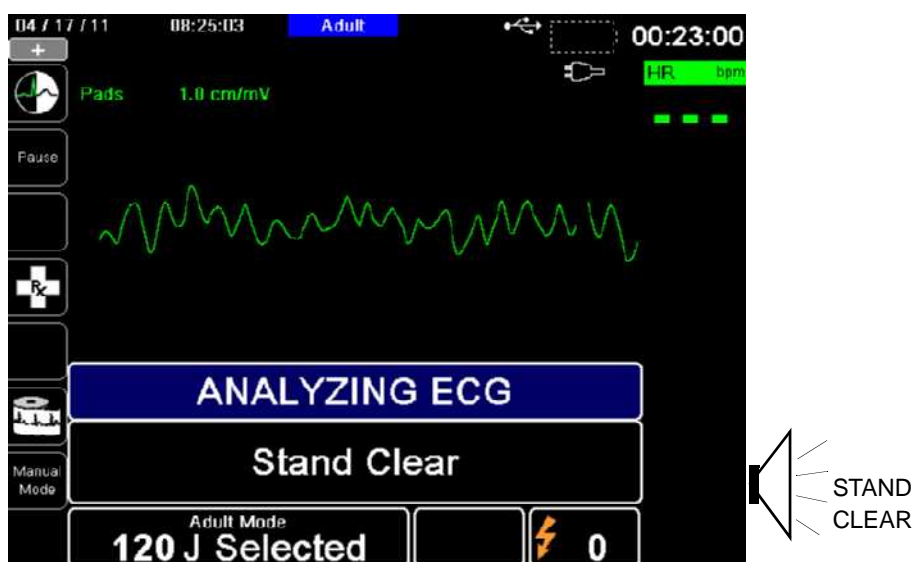 04 / 17 / 11 08:25:03 Adult 00:23:00
HR bpm
Pads 1.0 cm/mV
- - -
Pause
Rx
ANALYZING ECG
Stand Clear
Manual
Mode
STAND
CLEAR
Adult Mode
120 J Selected
0